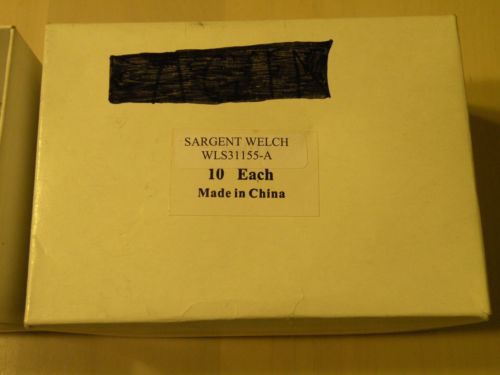 SARGENT WELCH
WLS31155-A
10 Each
Made in China